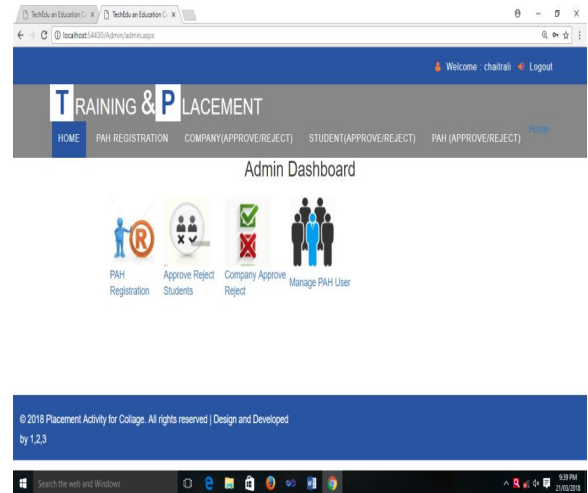 TechEdu an Education Co
TechEdu an Education Co
localhost:54430/Admin/admin.aspx
Welcome : chaitrali Logout
TRAINING & PLACEMENT
HOME PAH REGISTRATION COMPANY(APPROVE/REJECT) STUDENT(APPROVE/REJECT) PAH (APPROVE/REJECT) Home
Admin Dashboard
R
PAH Registration
Approve Reject Students
Company Approve Reject
Manage PAH User
© 2018 Placement Activity for Collage. All rights reserved | Design and Developed
by 1,2,3
Search the web and Windows
9:39 PM
21/03/2018